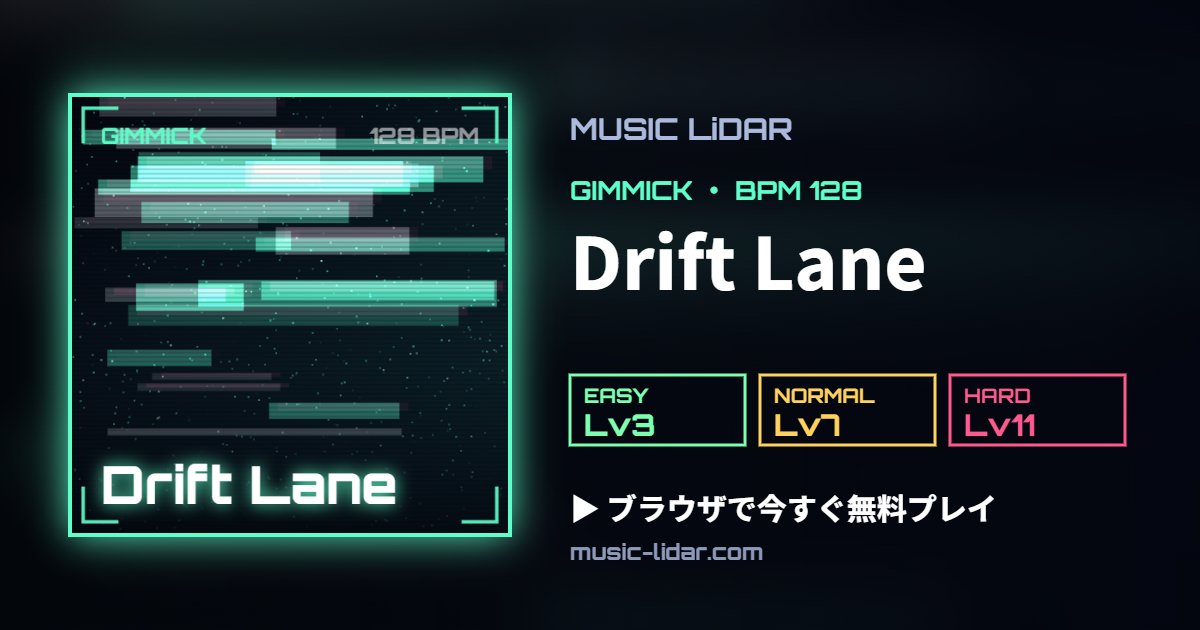 GIMMICK 128 BPM
Drift Lane
MUSIC LiDAR
GIMMICK • BPM 128
Drift Lane
EASY NORMAL HARD
Lv3 Lv7 Lv11
▶ ブラウザで今すぐ無料プレイ
music-lidar.com